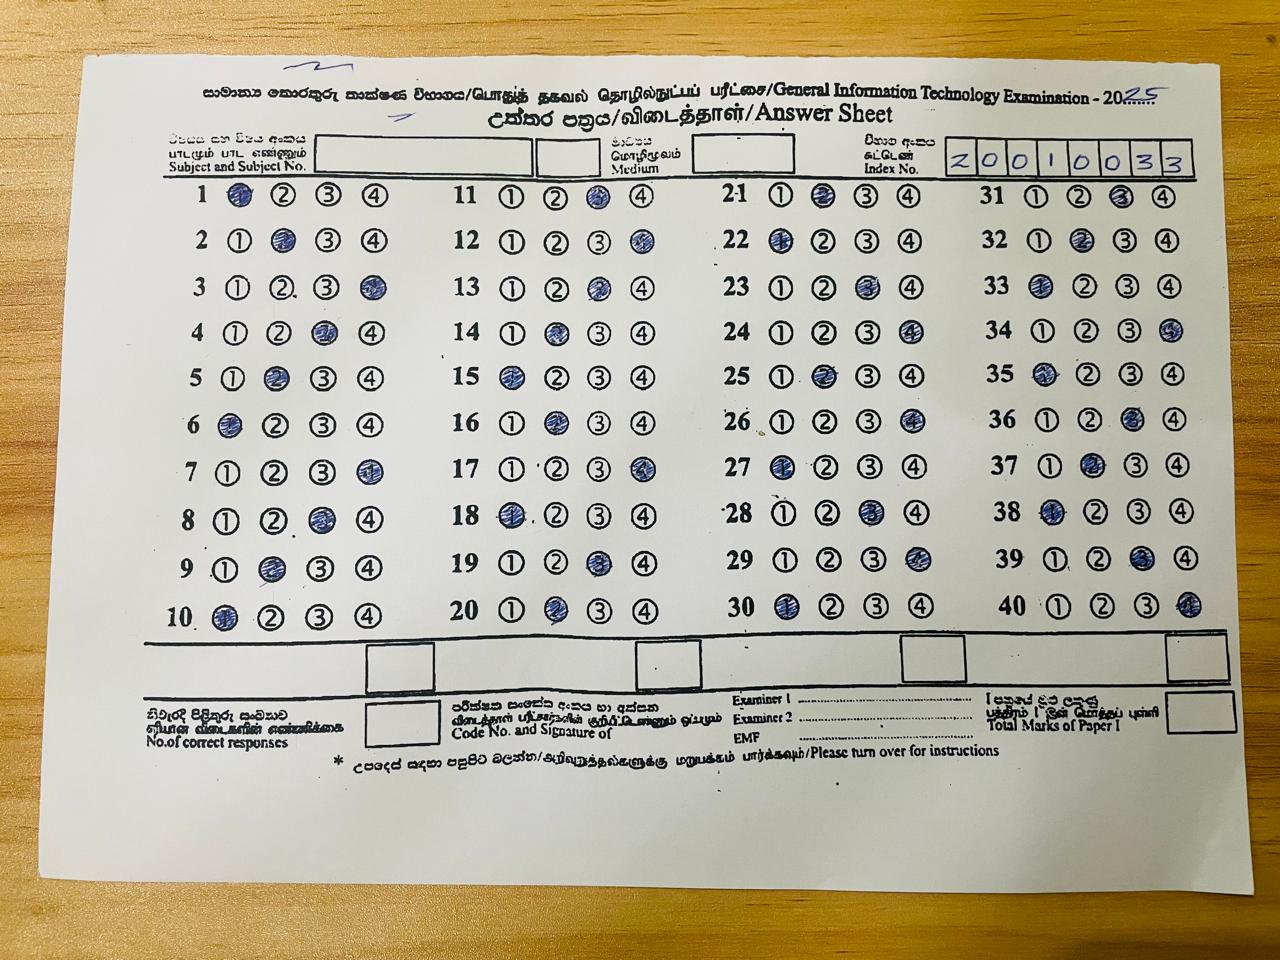 සාමාන්‍ය තොරතුරු තාක්ෂණ විභාගය/பொதுத் தகவல் தொழில்நுட்பப் பரீட்சை/General Information Technology Examination - 2025
උත්තර පත්‍රය/விடைத்தாள்/Answer Sheet
විෂයය සහ විෂය අංකය
பாடமும் பாட எண்ணும்
Subject and Subject No.
මාධ්‍යය
மொழிமூலம்
Medium
විභාග අංකය
சுட்டெண்
Index No.
2 0 0 1 0 0 3 3
1 ① ② ③ ④ 11 ① ② ③ ④ 21 ① ② ③ ④ 31 ① ② ③ ④
2 ① ② ③ ④ 12 ① ② ③ ④ 22 ① ② ③ ④ 32 ① ② ③ ④
3 ① ② ③ ④ 13 ① ② ③ ④ 23 ① ② ③ ④ 33 ① ② ③ ④
4 ① ② ③ ④ 14 ① ② ③ ④ 24 ① ② ③ ④ 34 ① ② ③ ④
5 ① ② ③ ④ 15 ① ② ③ ④ 25 ① ② ③ ④ 35 ① ② ③ ④
6 ① ② ③ ④ 16 ① ② ③ ④ 26 ① ② ③ ④ 36 ① ② ③ ④
7 ① ② ③ ④ 17 ① ② ③ ④ 27 ① ② ③ ④ 37 ① ② ③ ④
8 ① ② ③ ④ 18 ① ② ③ ④ 28 ① ② ③ ④ 38 ① ② ③ ④
9 ① ② ③ ④ 19 ① ② ③ ④ 29 ① ② ③ ④ 39 ① ② ③ ④
10 ① ② ③ ④ 20 ① ② ③ ④ 30 ① ② ③ ④ 40 ① ② ③ ④
නිවැරදි පිළිතුරු සංඛ්‍යාව
சரியான விடைகளின் எண்ணிக்கை
No.of correct responses
පරීක්ෂක සංකේත අංකය හා අත්සන
விடைத்தாள் பரீட்சகர்களின் குறியீட்டெண்ணும் ஒப்பமும்
Code No. and Signature of
Examiner 1
Examiner 2
EMF
I පත්‍රයේ මුළු ලකුණු
பத்திரம் I இன் மொத்தப் புள்ளி
Total Marks of Paper I
* උපදෙස් සඳහා පසුපිට බලන්න/அறிவுறுத்தல்களுக்கு மறுபக்கம் பார்க்கவும்/Please turn over for instructions